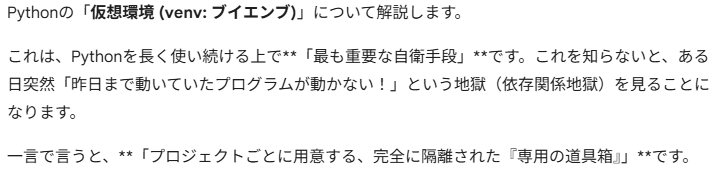 Pythonの「仮想環境 (venv: ブイエンブ)」について解説します。
これは、Pythonを長く使い続ける上で**「最も重要な自衛手段」**です。これを知らないと、ある
日突然「昨日まで動いていたプログラムが動かない！」という地獄（依存関係地獄）を見ることに
なります。
一言で言うと、**「プロジェクトごとに用意する、完全に隔離された『専用の道具箱』」**です。